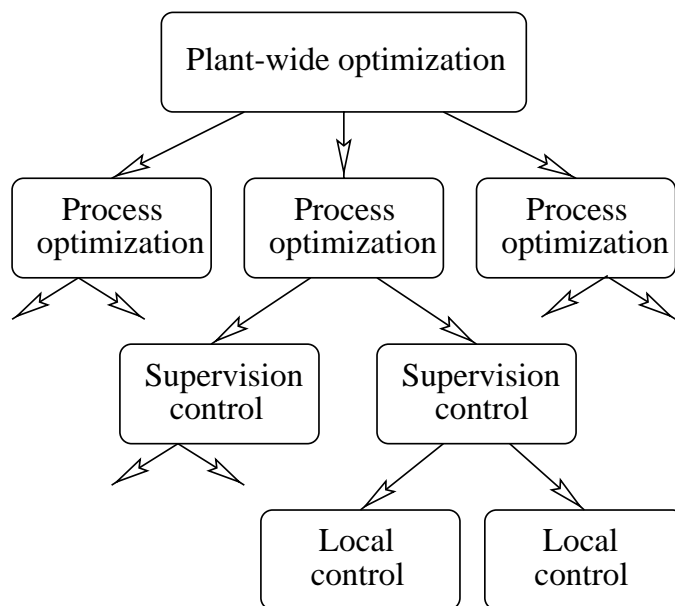 Plant-wide optimization
Process
optimization
Process
optimization
Process
optimization
Supervision
control
Supervision
control
Local
control
Local
control